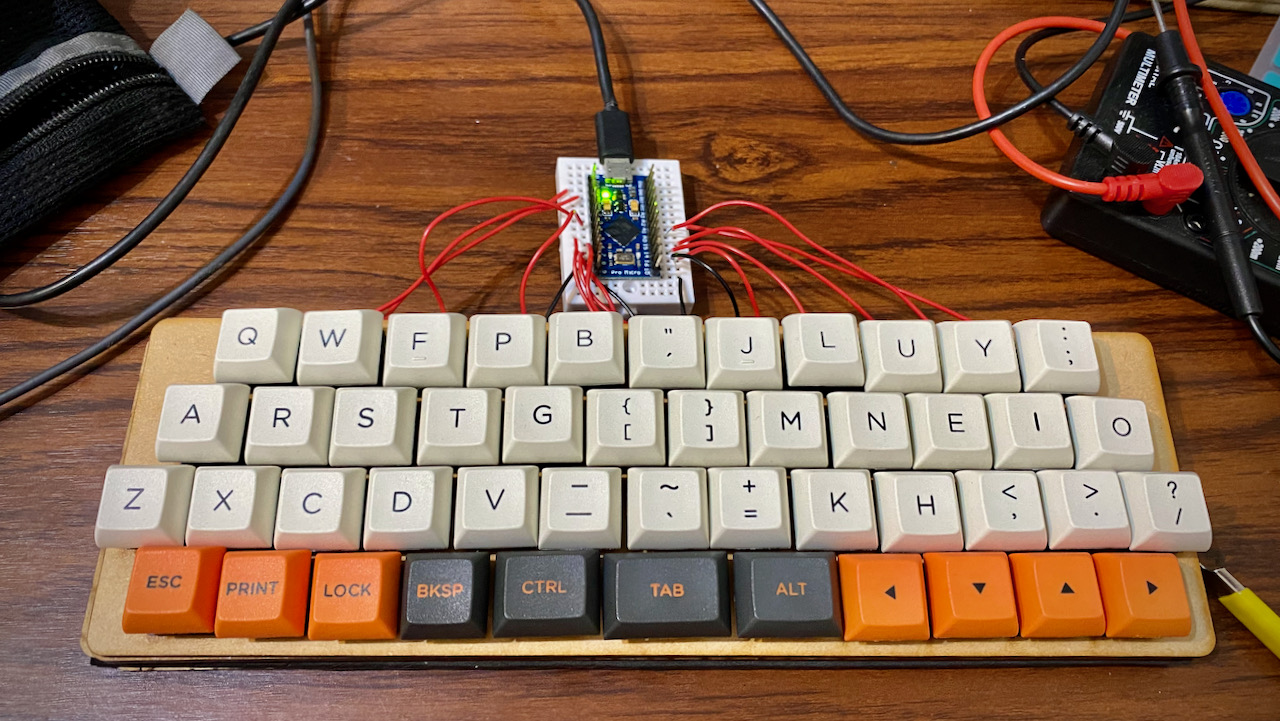 MULTIMETER
Pro Micro
Q W F P B " ' J L U Y : ;
A R S T G { [ } ] M N E I O
Z X C D V – — ~ ` + = K H < , > . ? /
ESC PRINT LOCK BKSP CTRL TAB ALT ◀ ▼ ▲ ▶